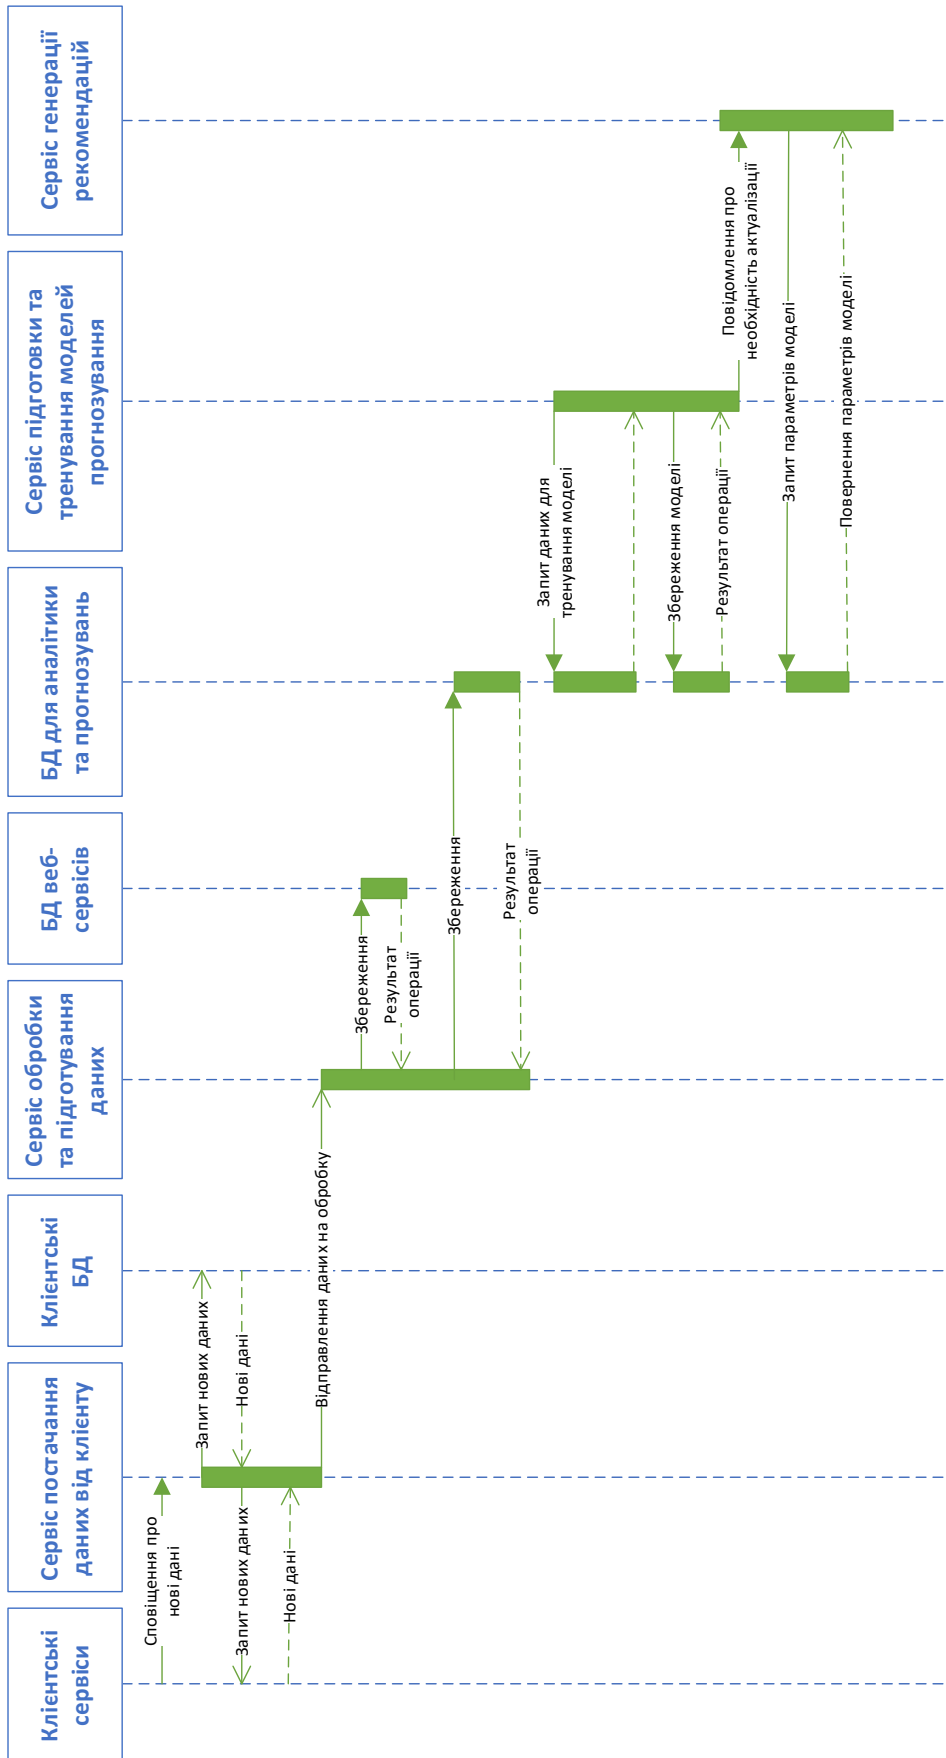 Клієнтські
сервіси
Сервіс постачання
даних від клієнту
Клієнтські
БД
Сервіс обробки
та підготування
даних
БД веб-
сервісів
БД для аналітики
та прогнозувань
Сервіс підготовки та
тренування моделей
прогнозування
Сервіс генерації
рекомендацій
Сповіщення про
нові дані
Запит нових даних
Нові дані
Запит нових даних
Нові дані
Відправлення даних на обробку
Збереження
Результат
операції
Збереження
Результат
операції
Запит даних для
тренування моделі
Збереження моделі
Результат операції
Повідомлення про
необхідність актуалізації
Запит параметрів моделі
Повернення параметрів моделі